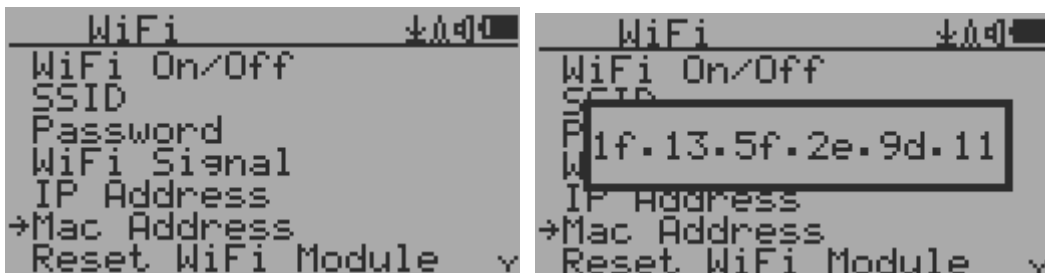 WiFi
WiFi On/Off
SSID
Password
WiFi Signal
IP Address
→Mac Address
Reset WiFi Module
WiFi
WiFi On/Off
SSID
1f.13.5f.2e.9d.11
IP Address
→Mac Address
Reset WiFi Module